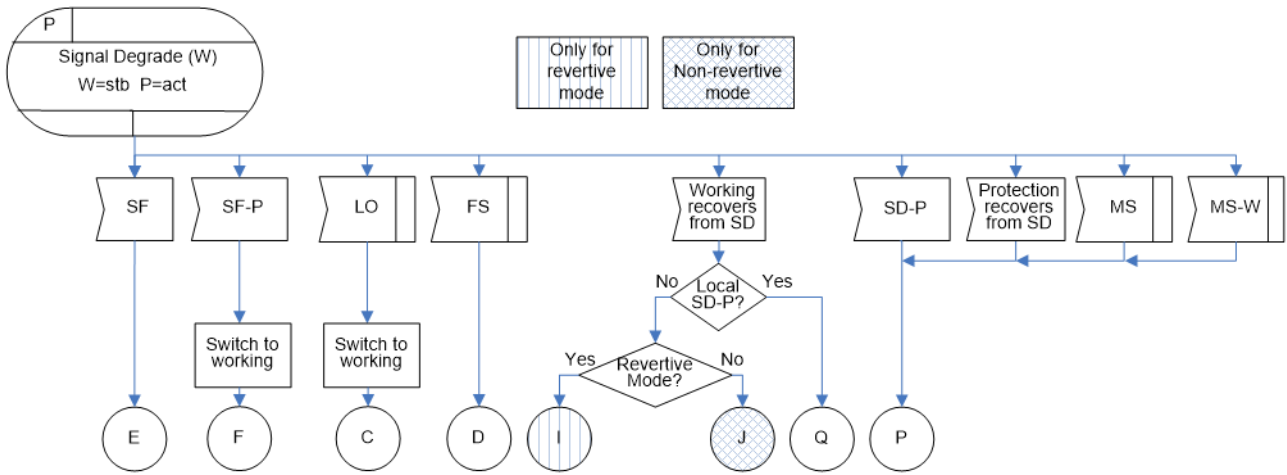 P
Signal Degrade (W)
W=stb P=act
Only for
revertive
mode
Only for
Non-revertive
mode
SF
SF-P
LO
FS
Working
recovers
from SD
SD-P
Protection
recovers
from SD
MS
MS-W
No
Local
SD-P?
Yes
Switch to
working
Switch to
working
Yes
Revertive
Mode?
No
E
F
C
D
I
J
Q
P